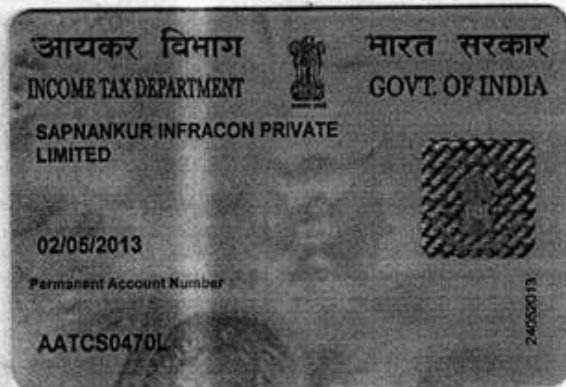 आयकर विभाग
भारत सरकार
INCOME TAX DEPARTMENT
GOVT. OF INDIA
SAPNANKUR INFRACON PRIVATE
LIMITED
02/05/2013
Permanent Account Number
AATCS0470L
24052013